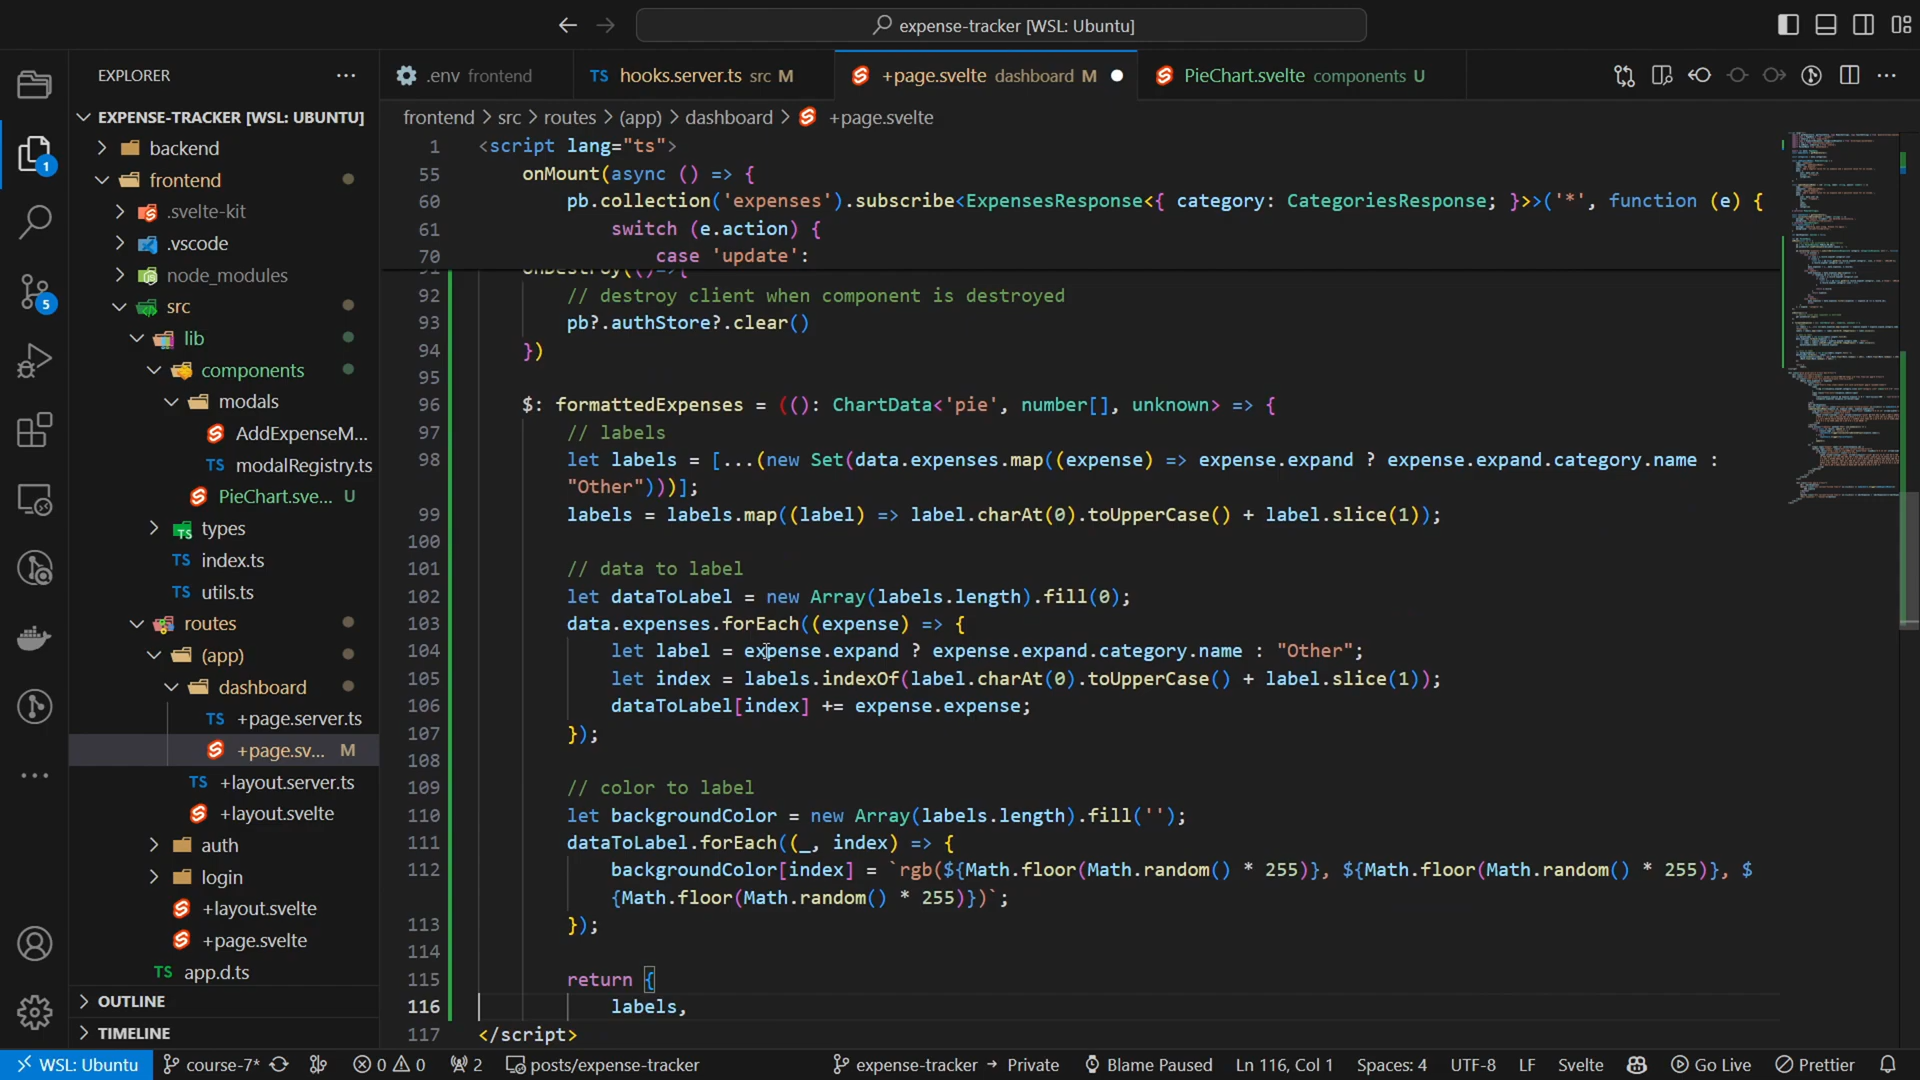 expense-tracker [WSL: Ubuntu]
EXPLORER
EXPENSE-TRACKER [WSL: UBUNTU]
backend
frontend
.svelte-kit
.vscode
node_modules
src
lib
components
modals
AddExpenseM...
TS modalRegistry.ts
PieChart.sve... U
types
TS index.ts
TS utils.ts
routes
(app)
dashboard
TS +page.server.ts
+page.sv... M
TS +layout.server.ts
+layout.svelte
auth
login
+layout.svelte
+page.svelte
TS app.d.ts
OUTLINE
TIMELINE
1
5
.env frontend
TS hooks.server.ts src M
+page.svelte dashboard M
PieChart.svelte components U
frontend > src > routes > (app) > dashboard > +page.svelte
1 <script lang="ts">
55 onMount(async () => {
60 pb.collection('expenses').subscribe<ExpensesResponse<{ category: CategoriesResponse; }>>('*', function (e) {
61 switch (e.action) {
70 case 'update':
91 onDestroy(()=>{
92 // destroy client when component is destroyed
93 pb?.authStore?.clear()
94 })
95
96 $: formattedExpenses = ((): ChartData<'pie', number[], unknown> => {
97 // labels
98 let labels = [...(new Set(data.expenses.map((expense) => expense.expand ? expense.expand.category.name :
"Other")))];
99 labels = labels.map((label) => label.charAt(0).toUpperCase() + label.slice(1));
100
101 // data to label
102 let dataToLabel = new Array(labels.length).fill(0);
103 data.expenses.forEach((expense) => {
104 let label = expense.expand ? expense.expand.category.name : "Other";
105 let index = labels.indexOf(label.charAt(0).toUpperCase() + label.slice(1));
106 dataToLabel[index] += expense.expense;
107 });
108
109 // color to label
110 let backgroundColor = new Array(labels.length).fill('');
111 dataToLabel.forEach((_, index) => {
112 backgroundColor[index] = `rgb(${Math.floor(Math.random() * 255)}, ${Math.floor(Math.random() * 255)}, $
{Math.floor(Math.random() * 255)})`;
113 });
114
115 return {
116 labels,
117 </script>
WSL: Ubuntu course-7* 0 0 2 posts/expense-tracker expense-tracker → Private Blame Paused Ln 116, Col 1 Spaces: 4 UTF-8 LF Svelte Go Live Prettier